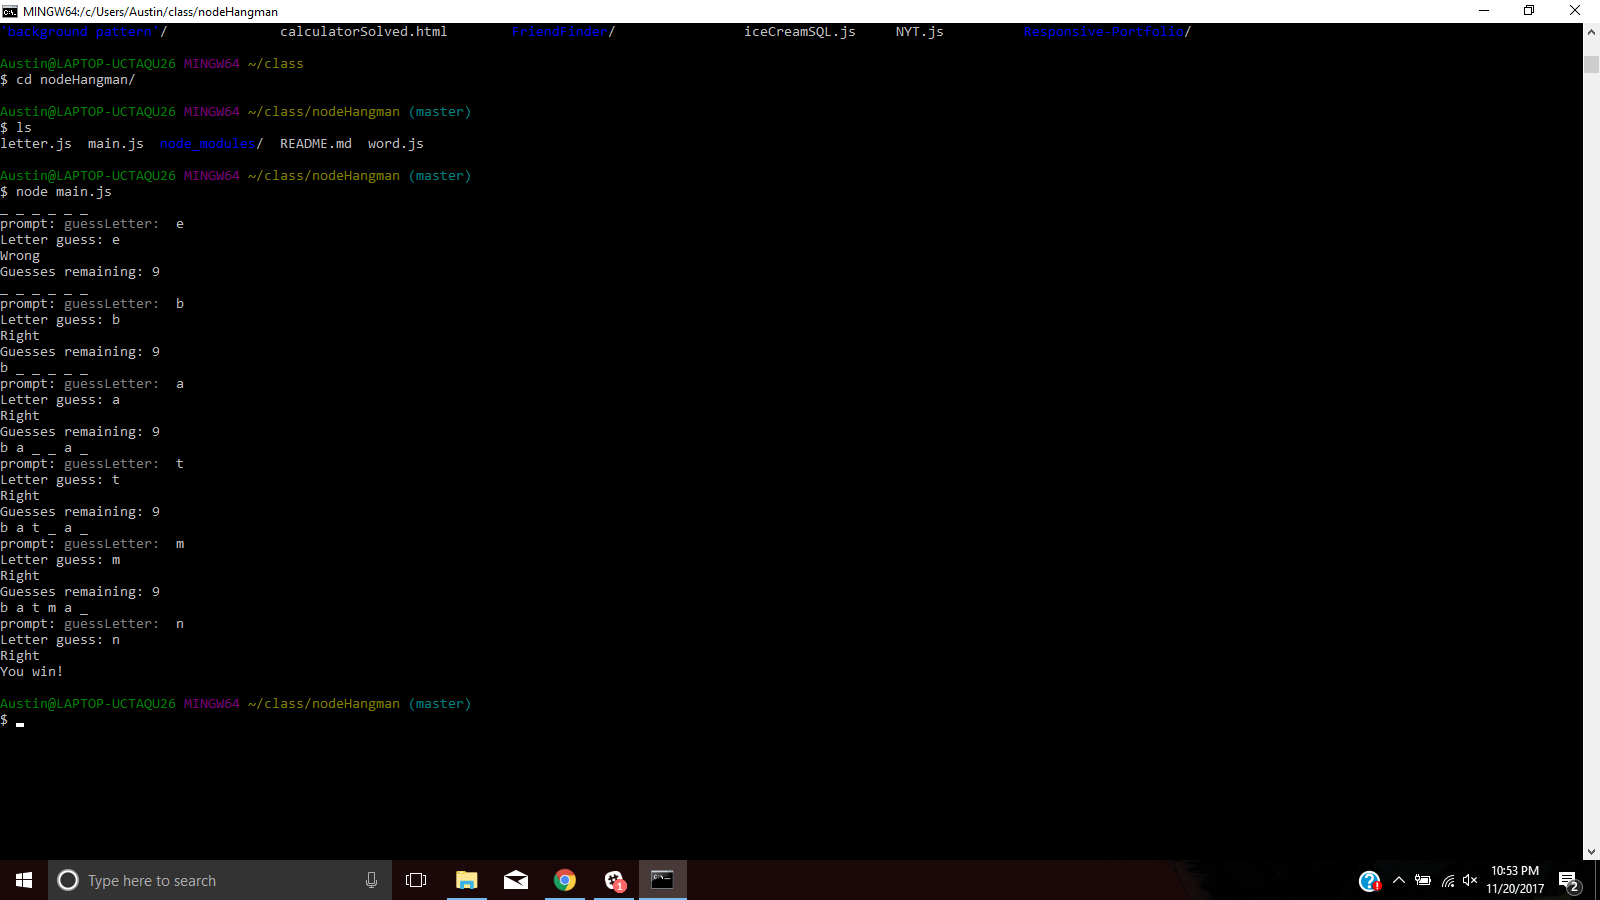 MINGW64:/c/Users/Austin/class/nodeHangman
'background pattern'/ calculatorSolved.html FriendFinder/ iceCreamSQL.js NYT.js Responsive-Portfolio/
Austin@LAPTOP-UCTAQU26 MINGW64 ~/class
$ cd nodeHangman/
Austin@LAPTOP-UCTAQU26 MINGW64 ~/class/nodeHangman (master)
$ ls
letter.js main.js node_modules/ README.md word.js
Austin@LAPTOP-UCTAQU26 MINGW64 ~/class/nodeHangman (master)
$ node main.js
_ _ _ _ _ _
prompt: guessLetter: e
Letter guess: e
Wrong
Guesses remaining: 9
_ _ _ _ _ _
prompt: guessLetter: b
Letter guess: b
Right
Guesses remaining: 9
b _ _ _ _ _
prompt: guessLetter: a
Letter guess: a
Right
Guesses remaining: 9
b a _ _ a _
prompt: guessLetter: t
Letter guess: t
Right
Guesses remaining: 9
b a t _ a _
prompt: guessLetter: m
Letter guess: m
Right
Guesses remaining: 9
b a t m a _
prompt: guessLetter: n
Letter guess: n
Right
You win!
Austin@LAPTOP-UCTAQU26 MINGW64 ~/class/nodeHangman (master)
$
Type here to search
1
10:53 PM
11/20/2017
2